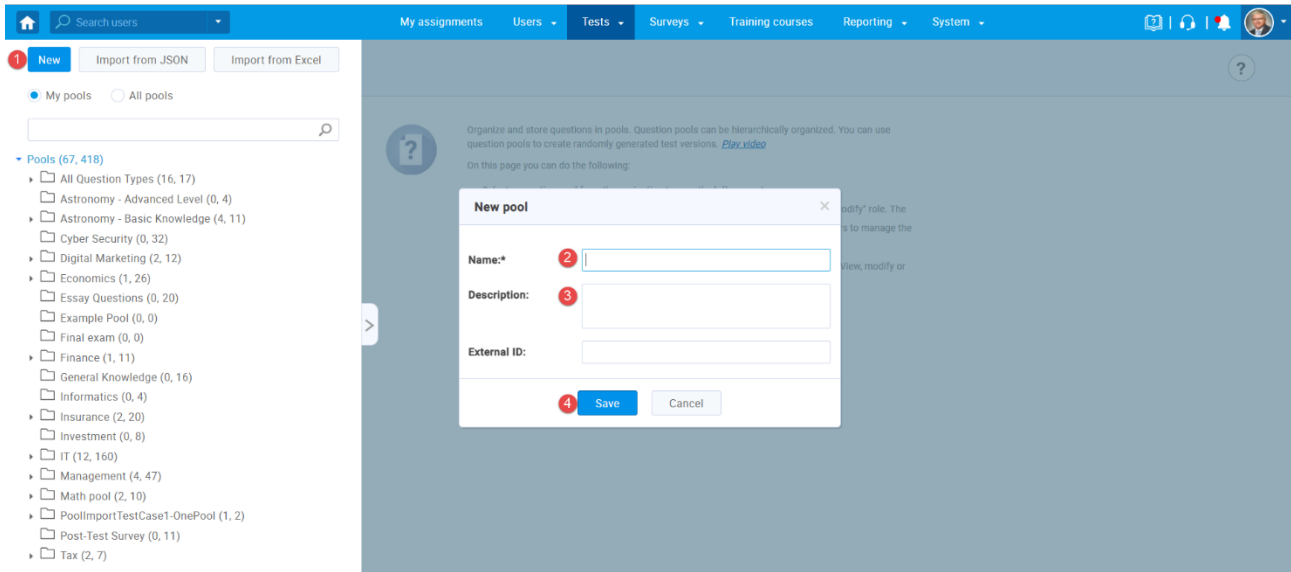 Search users
My assignments
Users
Tests
Surveys
Training courses
Reporting
System
1
New
Import from JSON
Import from Excel
My pools
All pools
Pools (67, 418)
All Question Types (16, 17)
Astronomy - Advanced Level (0, 4)
Astronomy - Basic Knowledge (4, 11)
Cyber Security (0, 32)
Digital Marketing (2, 12)
Economics (1, 26)
Essay Questions (0, 20)
Example Pool (0, 0)
Final exam (0, 0)
Finance (1, 11)
General Knowledge (0, 16)
Informatics (0, 4)
Insurance (2, 20)
Investment (0, 8)
IT (12, 160)
Management (4, 47)
Math pool (2, 10)
PoolImportTestCase1-OnePool (1, 2)
Post-Test Survey (0, 11)
Tax (2, 7)
?
?
Organize and store questions in pools. Question pools can be hierarchically organized. You can use
question pools to create randomly generated test versions. Play video
On this page you can do the following:
odify" role. The
s to manage the
View, modify or
New pool
Name:*
2
Description:
3
External ID:
4
Save
Cancel